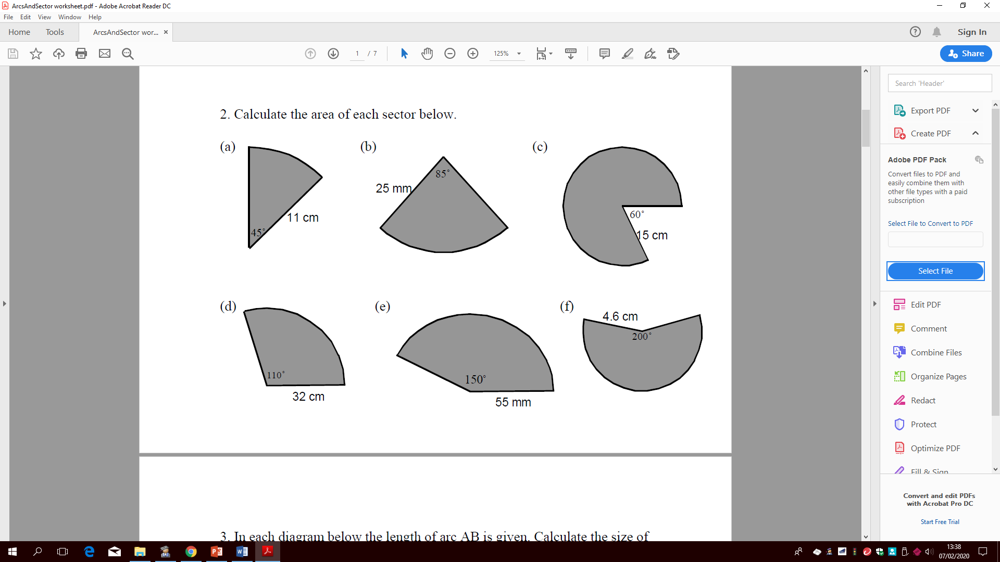 ArcsAndSector worksheet.pdf - Adobe Acrobat Reader DC
File Edit View Window Help
Home Tools ArcsAndSector wor... Sign In
1 / 7 125% Share
Search 'Header'
Export PDF
Create PDF
Adobe PDF Pack
Convert files to PDF and
easily combine them with
other file types with a paid
subscription
Select File to Convert to PDF
Select File
Edit PDF
Comment
Combine Files
Organize Pages
Redact
Protect
Optimize PDF
Fill & Sign
Convert and edit PDFs
with Acrobat Pro DC
Start Free Trial
2. Calculate the area of each sector below.
(a) (b) (c)
85°
25 mm
60°
11 cm
45°
15 cm
(d) (e) (f)
4.6 cm
200°
110°
150°
32 cm
55 mm
3. In each diagram below the length of arc AB is given. Calculate the size of
13:38
07/02/2020